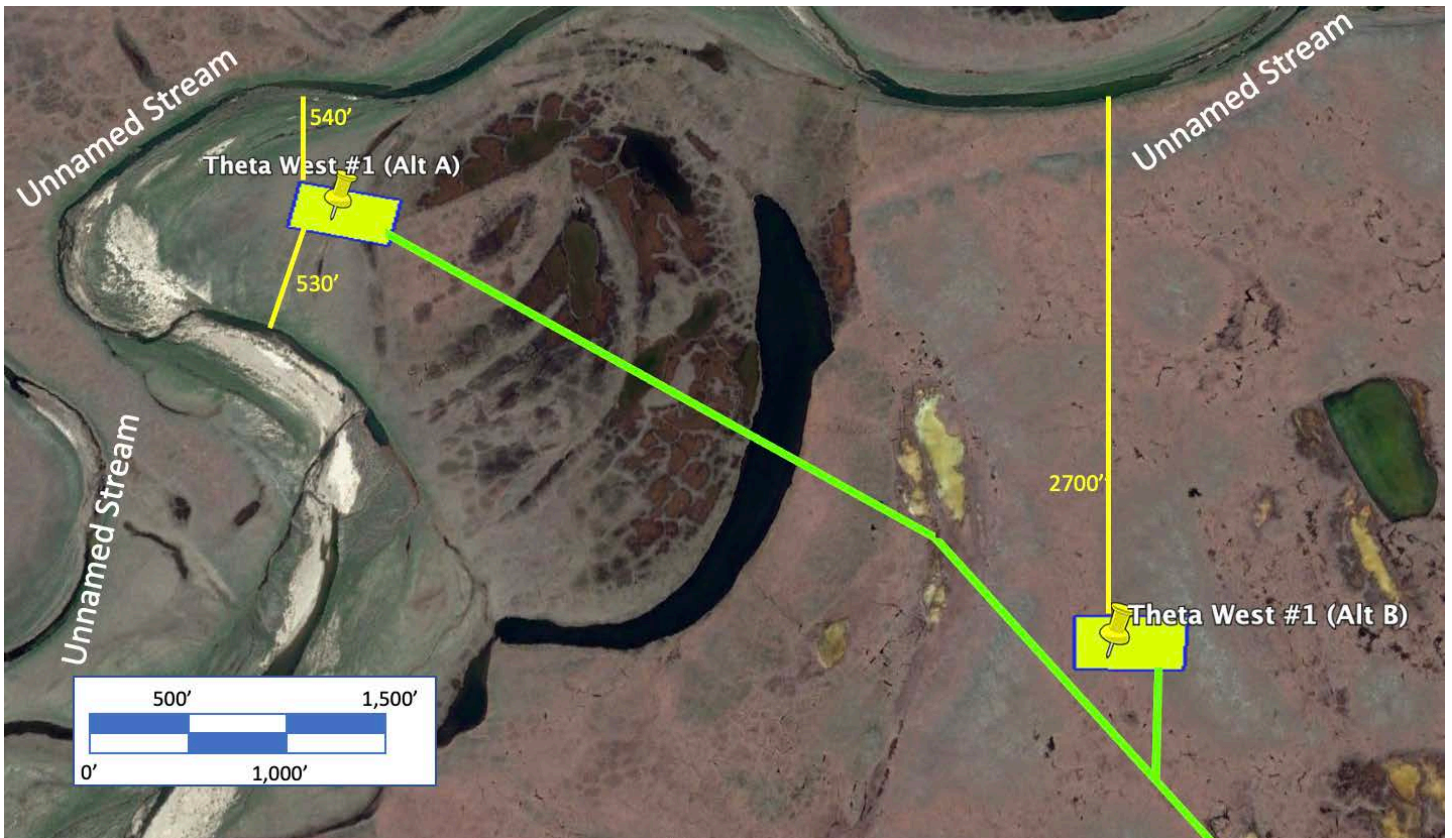 Unnamed Stream
540’
Theta West #1 (Alt A)
530’
Unnamed Stream
Unnamed Stream
2700’
Theta West #1 (Alt B)
500’
1,500’
0’
1,000’